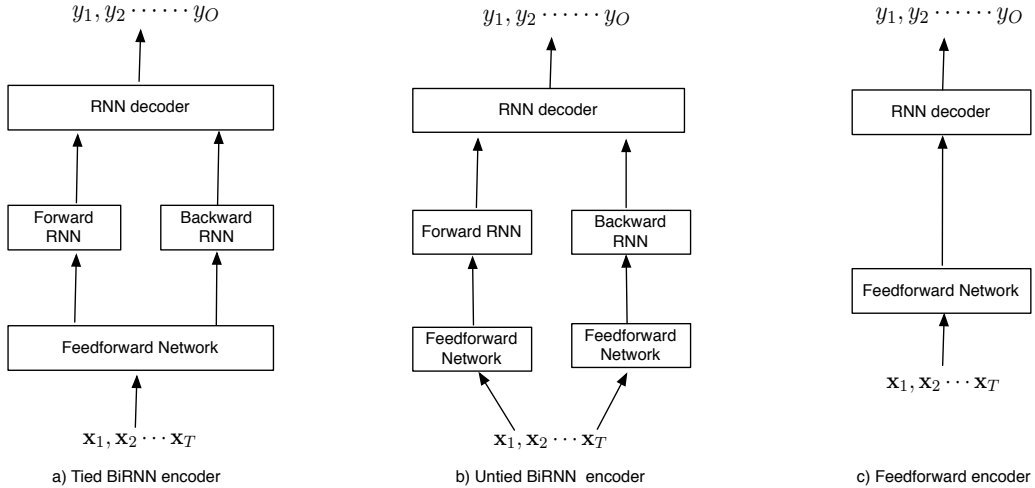 y1, y2 ······ yO
RNN decoder
Forward
RNN
Backward
RNN
Feedforward Network
x1, x2 ··· xT
a) Tied BiRNN encoder
y1, y2 ······ yO
RNN decoder
Forward RNN
Backward
RNN
Feedforward
Network
Feedforward
Network
x1, x2 ··· xT
b) Untied BiRNN encoder
y1, y2 ······ yO
RNN decoder
Feedforward Network
x1, x2 ··· xT
c) Feedforward encoder